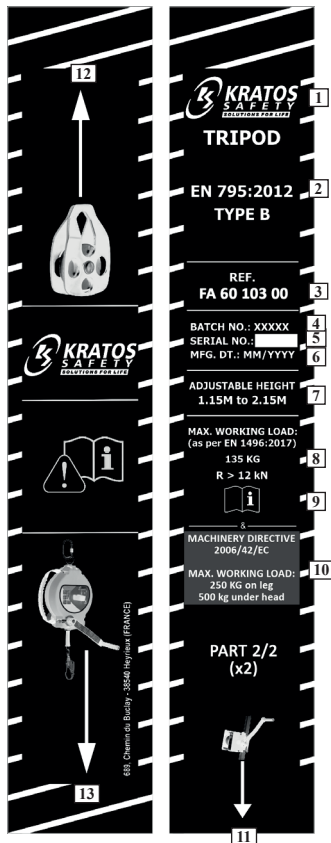 12
KRATOS
SAFETY
SOLUTIONS FOR LIFE
689, Chemin du Buclay - 38540 Heyrieux (FRANCE)
13
KRATOS
SAFETY
SOLUTIONS FOR LIFE
1
TRIPOD
EN 795:2012
2
TYPE B
REF.
FA 60 103 00
3
BATCH NO.: XXXXX
4
SERIAL NO.:
5
MFG. DT.: MM/YYYY
6
ADJUSTABLE HEIGHT
1.15M to 2.15M
7
MAX. WORKING LOAD:
(as per EN 1496:2017)
135 KG
8
R > 12 kN
i
9
&
MACHINERY DIRECTIVE
2006/42/EC
10
MAX. WORKING LOAD:
250 KG on leg
500 kg under head
PART 2/2
(x2)
11